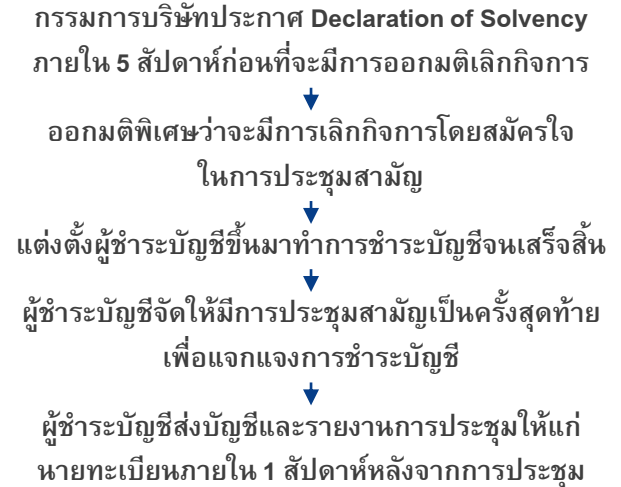 กรรมการบริษัทประกาศ Declaration of Solvency
ภายใน 5 สัปดาห์ก่อนที่จะมีการออกมติเลิกกิจการ
ออกมติพิเศษว่าจะมีการเลิกกิจการโดยสมัครใจ
ในการประชุมสามัญ
แต่งตั้งผู้ชำระบัญชีขึ้นมาทำการชำระบัญชีจนเสร็จสิ้น
ผู้ชำระบัญชีจัดให้มีการประชุมสามัญเป็นครั้งสุดท้าย
เพื่อแจกแจงการชำระบัญชี
ผู้ชำระบัญชีส่งบัญชีและรายงานการประชุมให้แก่
นายทะเบียนภายใน 1 สัปดาห์หลังจากการประชุม